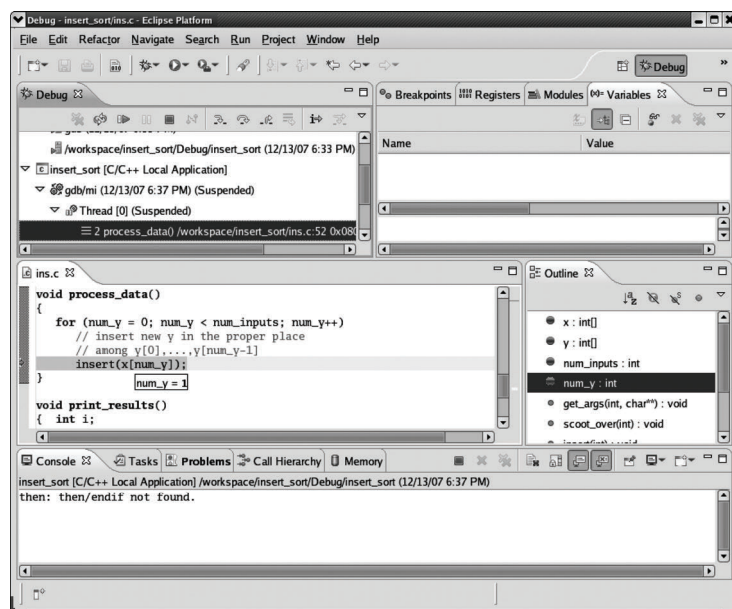 Debug - insert_sort/ins.c - Eclipse Platform
File Edit Refactor Navigate Search Run Project Window Help
Debug
Debug
Breakpoints Registers Modules (x)= Variables
/workspace/insert_sort/Debug/insert_sort (12/13/07 6:33 PM)
insert_sort [C/C++ Local Application]
gdb/mi (12/13/07 6:37 PM) (Suspended)
Thread [0] (Suspended)
2 process_data() /workspace/insert_sort/ins.c:52 0x080
Name Value
ins.c
void process_data()
{
for (num_y = 0; num_y < num_inputs; num_y++)
// insert new y in the proper place
// among y[0],...,y[num_y-1]
insert(x[num_y]);
}
num_y = 1
void print_results()
{ int i;
Outline
x : int[]
y : int[]
num_inputs : int
num_y : int
get_args(int, char**) : void
scoot_over(int) : void
Console Tasks Problems Call Hierarchy Memory
insert_sort [C/C++ Local Application] /workspace/insert_sort/Debug/insert_sort (12/13/07 6:37 PM)
then: then/endif not found.